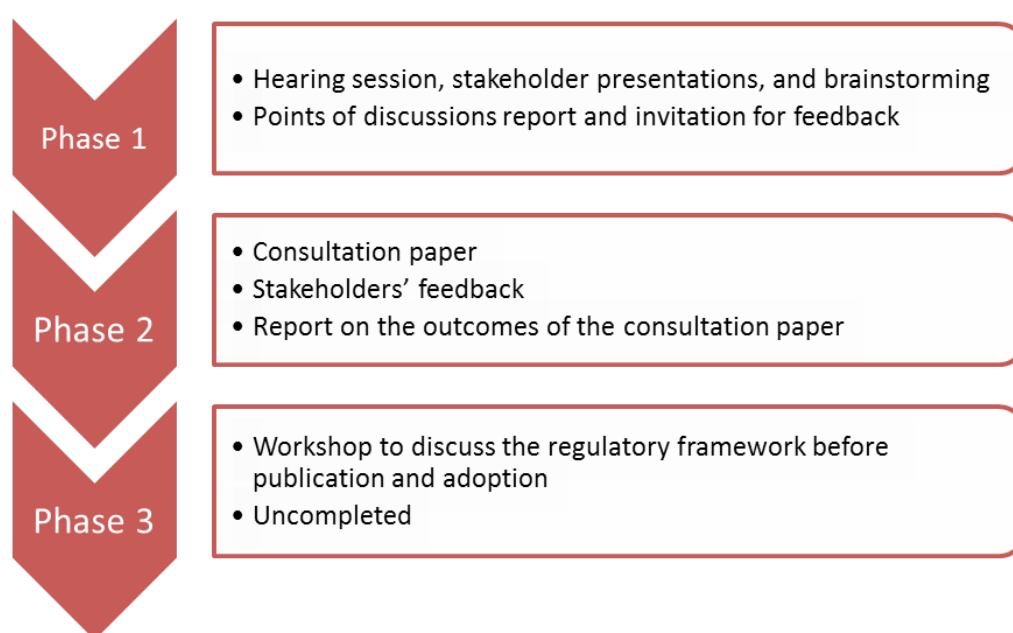 Phase 1
• Hearing session, stakeholder presentations, and brainstorming
• Points of discussions report and invitation for feedback
Phase 2
• Consultation paper
• Stakeholders’ feedback
• Report on the outcomes of the consultation paper
Phase 3
• Workshop to discuss the regulatory framework before
publication and adoption
• Uncompleted